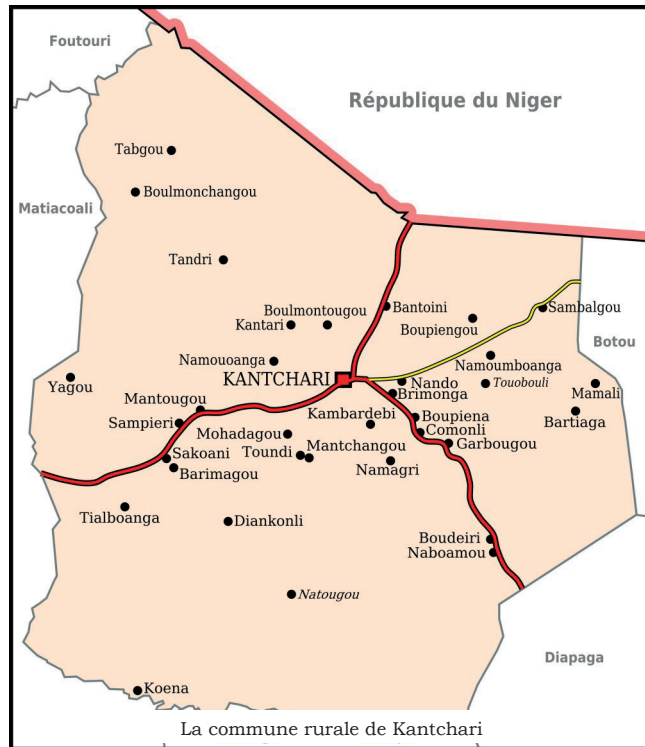 Foutouri
République du Niger
Tabgou
Boulmonchangou
Matiacoali
Tandri
Bantoini
Sambalgou
Boulmontougou
Kantari
Boupiengou
Botou
Namouoanga
Namoumboanga
KANTCHARI
Nando
Touobouli
Yagou
Brimonga
Mamali
Mantougou
Kambardebi
Boupiena
Bartiaga
Sampieri
Comonli
Mohadagou
Garbougou
Toundi
Mantchangou
Sakoani
Namagri
Barimagou
Tialboanga
Diankonli
Boudeiri
Naboamou
Natougou
Diapaga
Koena
La commune rurale de Kantchari